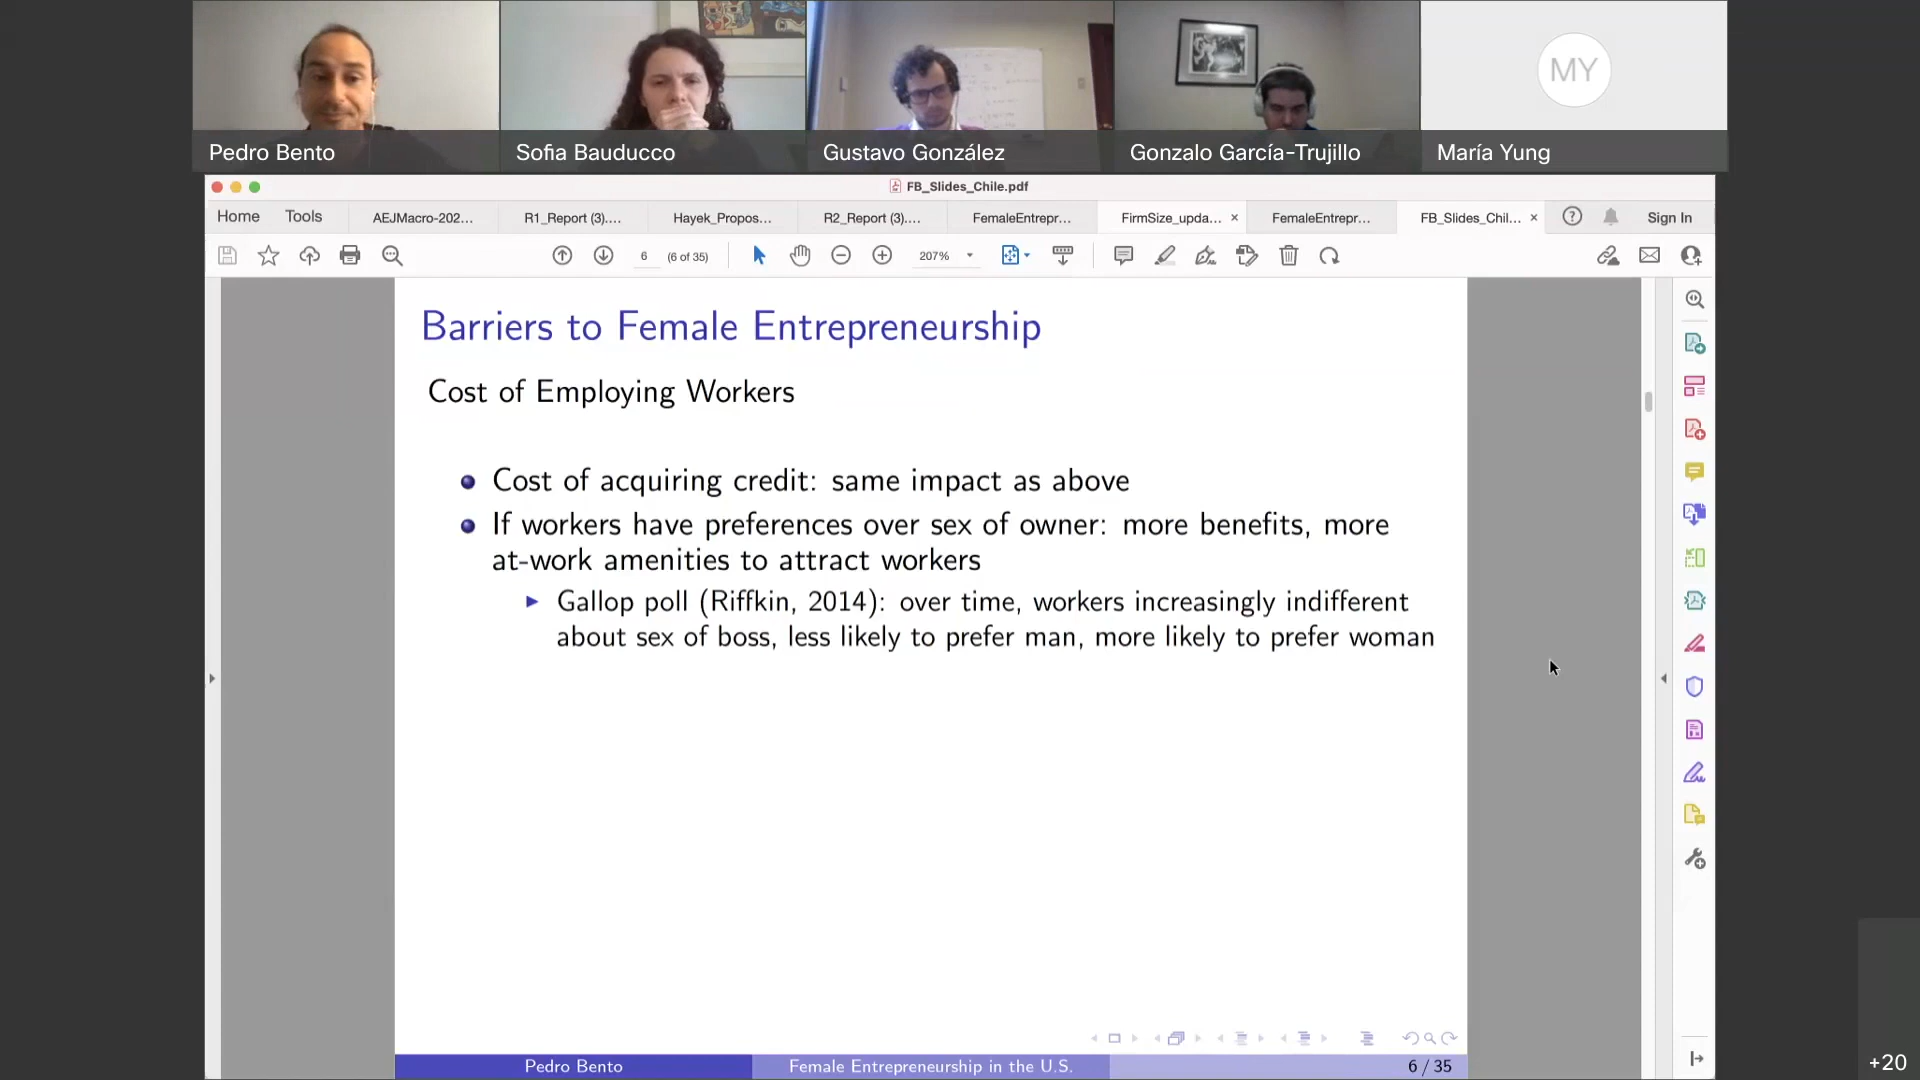 Pedro Bento
Sofia Bauducco
Gustavo González
Gonzalo García-Trujillo
MY
María Yung
FB_Slides_Chile.pdf
Home
Tools
AEJMacro-202...
R1_Report (3)....
Hayek_Propos...
R2_Report (3)....
FemaleEntrepr...
FirmSize_upda... ×
FemaleEntrepr...
FB_Slides_Chil... ×
Sign In
6 (6 of 35)
207%
Barriers to Female Entrepreneurship
Cost of Employing Workers
Cost of acquiring credit: same impact as above
If workers have preferences over sex of owner: more benefits, more
at-work amenities to attract workers
Gallop poll (Riffkin, 2014): over time, workers increasingly indifferent
about sex of boss, less likely to prefer man, more likely to prefer woman
Pedro Bento
Female Entrepreneurship in the U.S.
6 / 35
+20